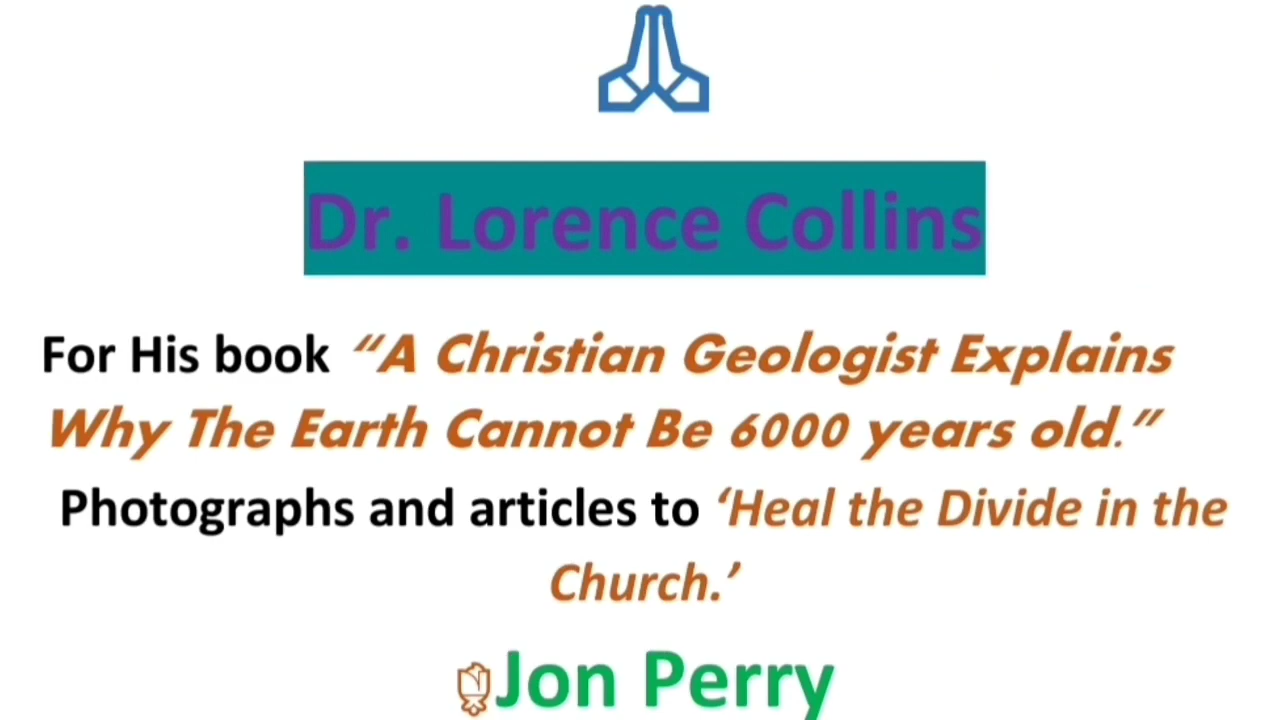 Dr. Lorence Collins
For His book “A Christian Geologist Explains
Why The Earth Cannot Be 6000 years old.”
Photographs and articles to ‘Heal the Divide in the
Church.’
Jon Perry